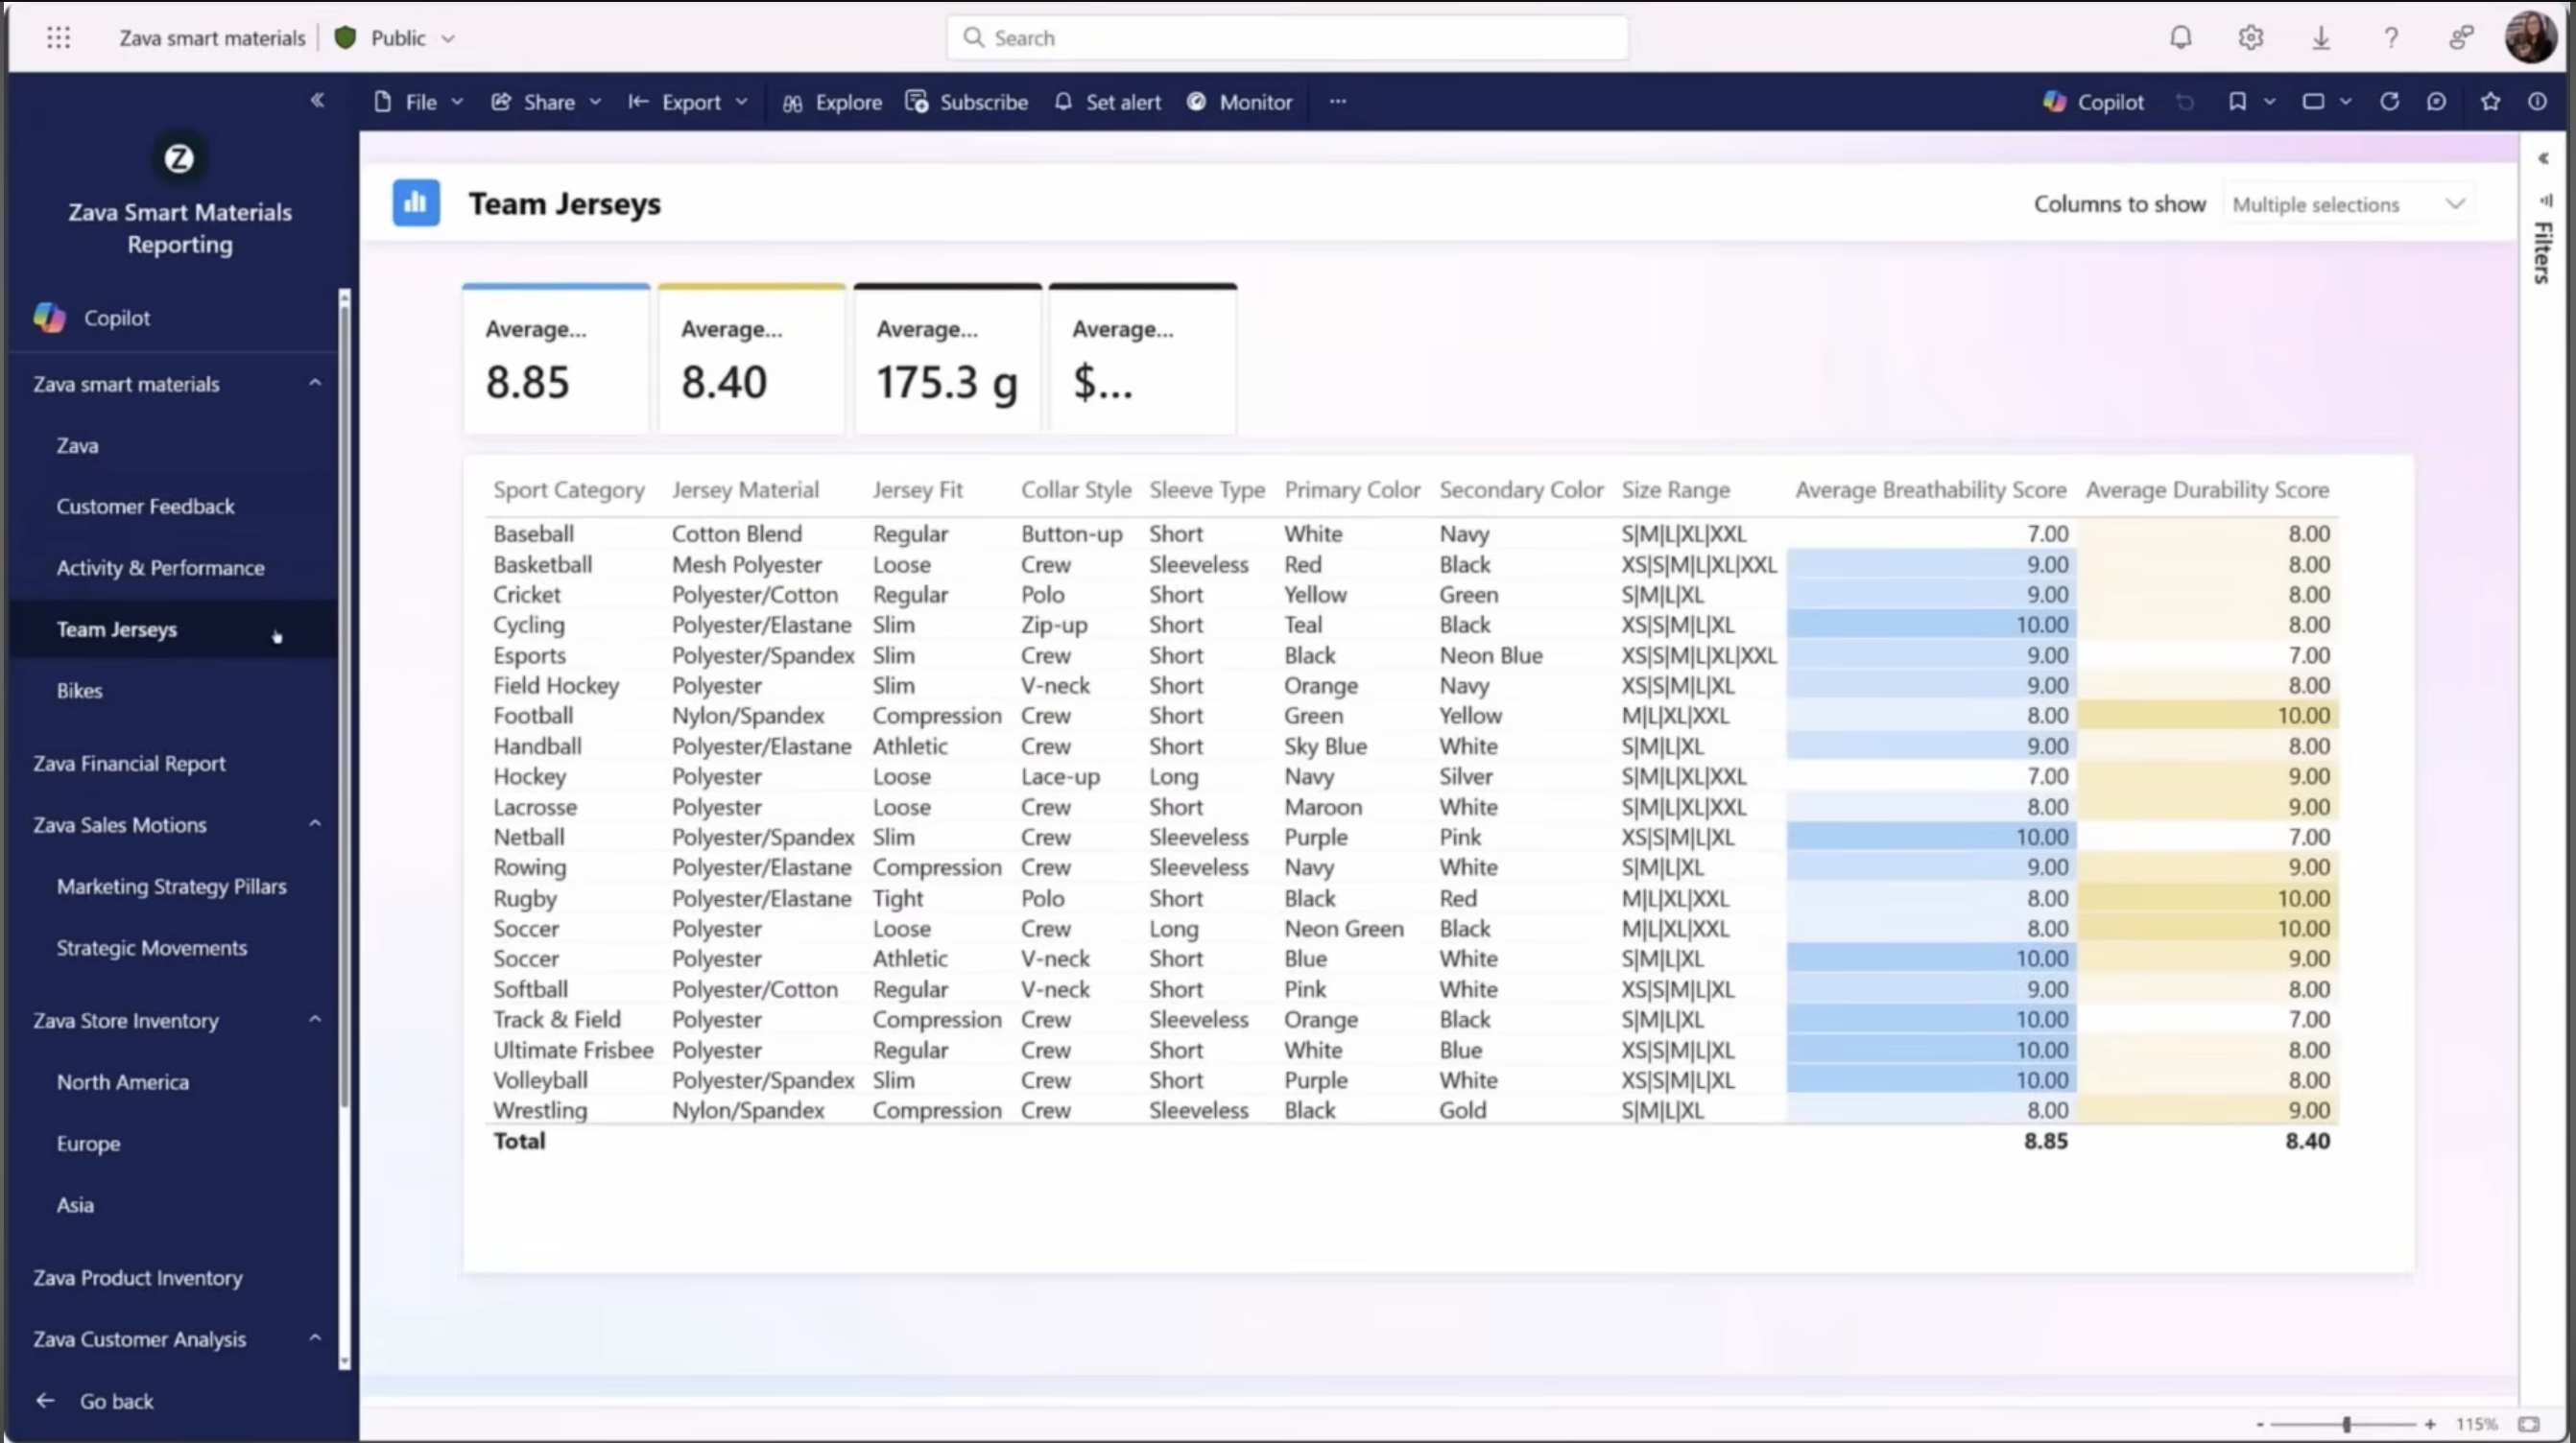 Zava smart materials Public Search
File Share Export Explore Subscribe Set alert Monitor ... Copilot
Z
Zava Smart Materials
Reporting
Copilot
Zava smart materials
Zava
Customer Feedback
Activity & Performance
Team Jerseys
Bikes
Zava Financial Report
Zava Sales Motions
Marketing Strategy Pillars
Strategic Movements
Zava Store Inventory
North America
Europe
Asia
Zava Product Inventory
Zava Customer Analysis
Go back
Team Jerseys Columns to show Multiple selections
Filters
Average... Average... Average... Average...
8.85 8.40 175.3 g $...
Sport Category Jersey Material Jersey Fit Collar Style Sleeve Type Primary Color Secondary Color Size Range Average Breathability Score Average Durability Score
Baseball Cotton Blend Regular Button-up Short White Navy S|M|L|XL|XXL 7.00 8.00
Basketball Mesh Polyester Loose Crew Sleeveless Red Black XS|S|M|L|XL|XXL 9.00 8.00
Cricket Polyester/Cotton Regular Polo Short Yellow Green S|M|L|XL 9.00 8.00
Cycling Polyester/Elastane Slim Zip-up Short Teal Black XS|S|M|L|XL 10.00 8.00
Esports Polyester/Spandex Slim Crew Short Black Neon Blue XS|S|M|L|XL|XXL 9.00 7.00
Field Hockey Polyester Slim V-neck Short Orange Navy XS|S|M|L|XL 9.00 8.00
Football Nylon/Spandex Compression Crew Short Green Yellow M|L|XL|XXL 8.00 10.00
Handball Polyester/Elastane Athletic Crew Short Sky Blue White S|M|L|XL 9.00 8.00
Hockey Polyester Loose Lace-up Long Navy Silver S|M|L|XL|XXL 7.00 9.00
Lacrosse Polyester Loose Crew Short Maroon White S|M|L|XL|XXL 8.00 9.00
Netball Polyester/Spandex Slim Crew Sleeveless Purple Pink XS|S|M|L|XL 10.00 7.00
Rowing Polyester/Elastane Compression Crew Sleeveless Navy White S|M|L|XL 9.00 9.00
Rugby Polyester/Elastane Tight Polo Short Black Red M|L|XL|XXL 8.00 10.00
Soccer Polyester Loose Crew Long Neon Green Black M|L|XL|XXL 8.00 10.00
Soccer Polyester Athletic V-neck Short Blue White S|M|L|XL 10.00 9.00
Softball Polyester/Cotton Regular V-neck Short Pink White XS|S|M|L|XL 9.00 8.00
Track & Field Polyester Compression Crew Sleeveless Orange Black S|M|L|XL 10.00 7.00
Ultimate Frisbee Polyester Regular Crew Short White Blue XS|S|M|L|XL 10.00 8.00
Volleyball Polyester/Spandex Slim Crew Short Purple White XS|S|M|L|XL 10.00 8.00
Wrestling Nylon/Spandex Compression Crew Sleeveless Black Gold S|M|L|XL 8.00 9.00
Total 8.85 8.40
- + 115%